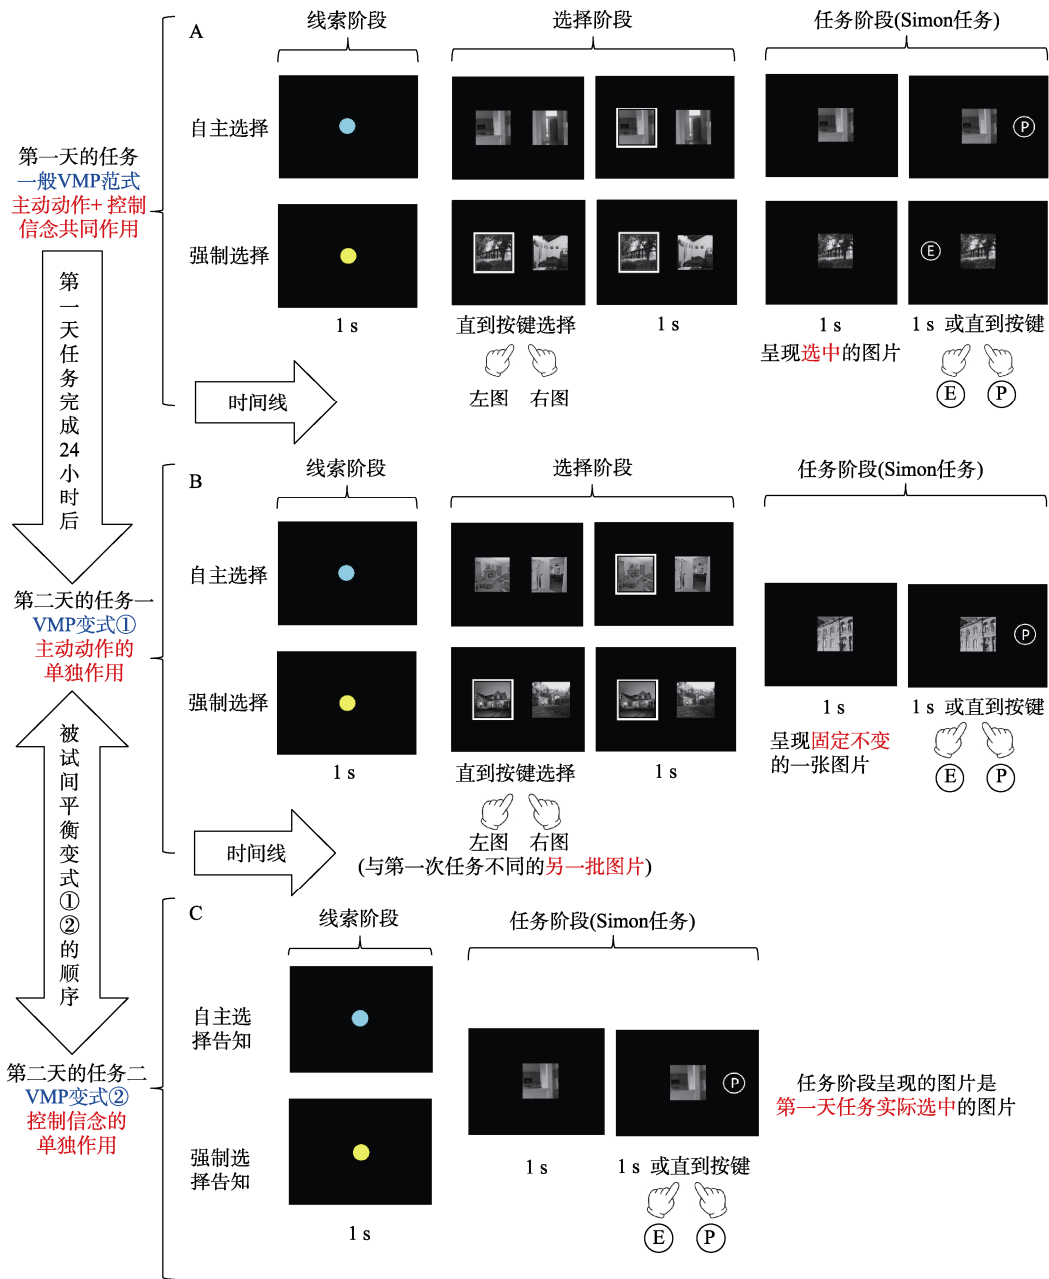 A
线索阶段
选择阶段
任务阶段(Simon任务)
自主选择
P
第一天的任务
一般VMP范式
主动动作+ 控制
信念共同作用
强制选择
E
1 s
直到按键选择
1 s
1 s
1 s 或直到按键
呈现选中的图片
左图
右图
E
P
时间线
第一天任务完成24小时后
B
线索阶段
选择阶段
任务阶段(Simon任务)
自主选择
第二天的任务一
VMP变式①
主动动作的
单独作用
P
强制选择
1 s
直到按键选择
1 s
1 s
1 s 或直到按键
呈现固定不变
的一张图片
E
P
左图
右图
(与第一次任务不同的另一批图片)
时间线
被试间平衡变式①②的顺序
C
线索阶段
任务阶段(Simon任务)
自主选
择告知
P
第二天的任务二
VMP变式②
控制信念的
单独作用
任务阶段呈现的图片是
第一天任务实际选中的图片
强制选
择告知
1 s
1 s
1 s 或直到按键
E
P